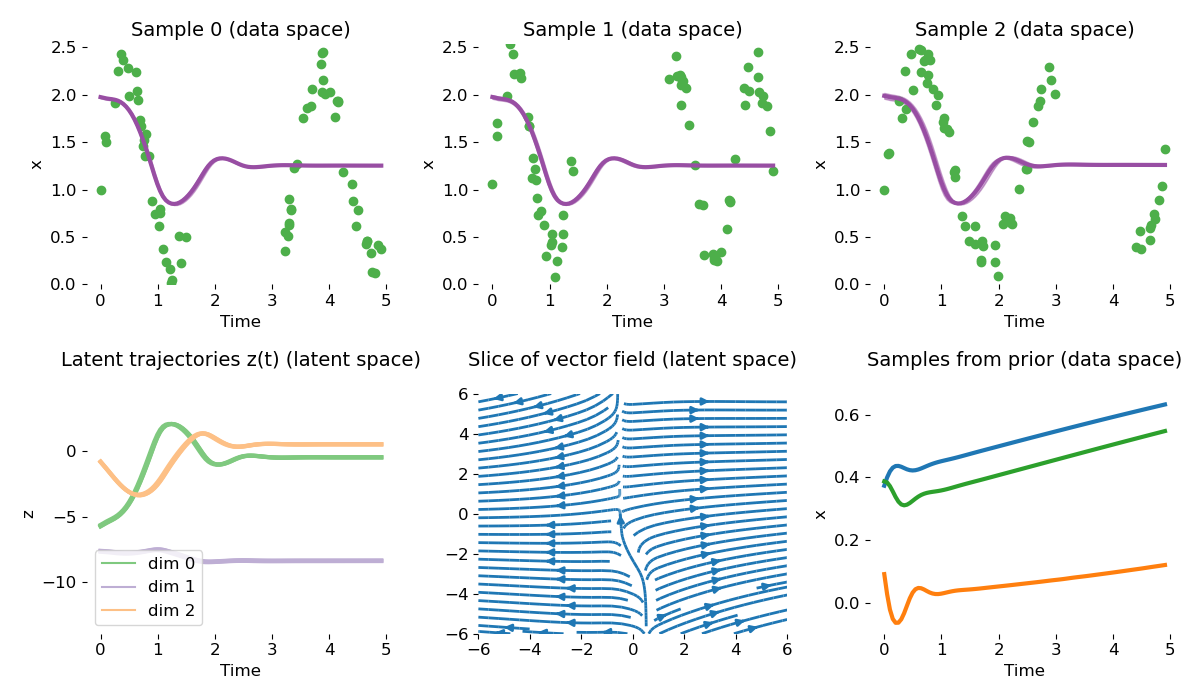 Sample 0 (data space)
Sample 1 (data space)
Sample 2 (data space)
2.5
2.0
1.5
1.0
0.5
0.0
x
0 1 2 3 4 5
Time
2.5
2.0
1.5
1.0
0.5
0.0
x
0 1 2 3 4 5
Time
2.5
2.0
1.5
1.0
0.5
0.0
x
0 1 2 3 4 5
Time
Latent trajectories z(t) (latent space)
Slice of vector field (latent space)
Samples from prior (data space)
0
−5
−10
z
dim 0
dim 1
dim 2
0 1 2 3 4 5
Time
6
4
2
0
−2
−4
−6
−6 −4 −2 0 2 4 6
0.6
0.4
0.2
0.0
x
0 1 2 3 4 5
Time